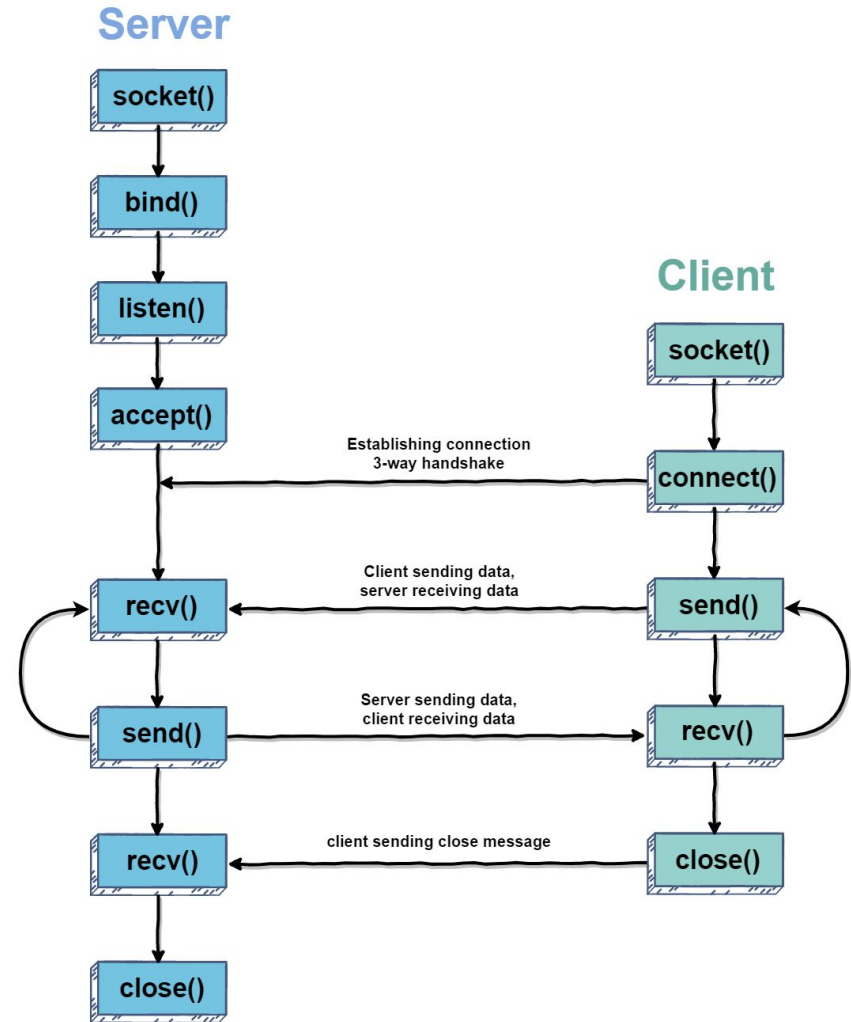 Server
socket()
bind()
listen()
Client
socket()
accept()
Establishing connection
3-way handshake
connect()
recv()
Client sending data,
server receiving data
send()
send()
Server sending data,
client receiving data
recv()
recv()
client sending close message
close()
close()